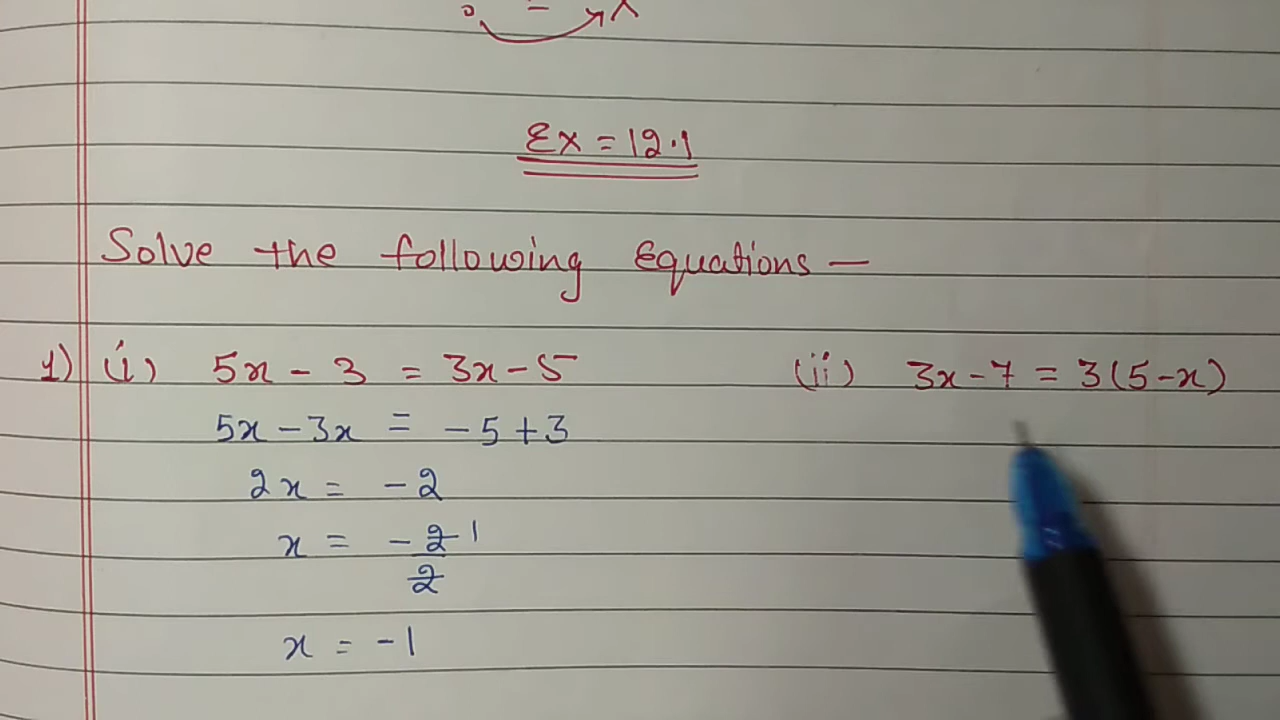 Ex = 12.1
Solve the following Equations —
1) (i) 5x - 3 = 3x - 5
5x - 3x = - 5 + 3
2x = - 2
x = - 2 1
2
x = - 1
(ii) 3x - 7 = 3(5 - x)